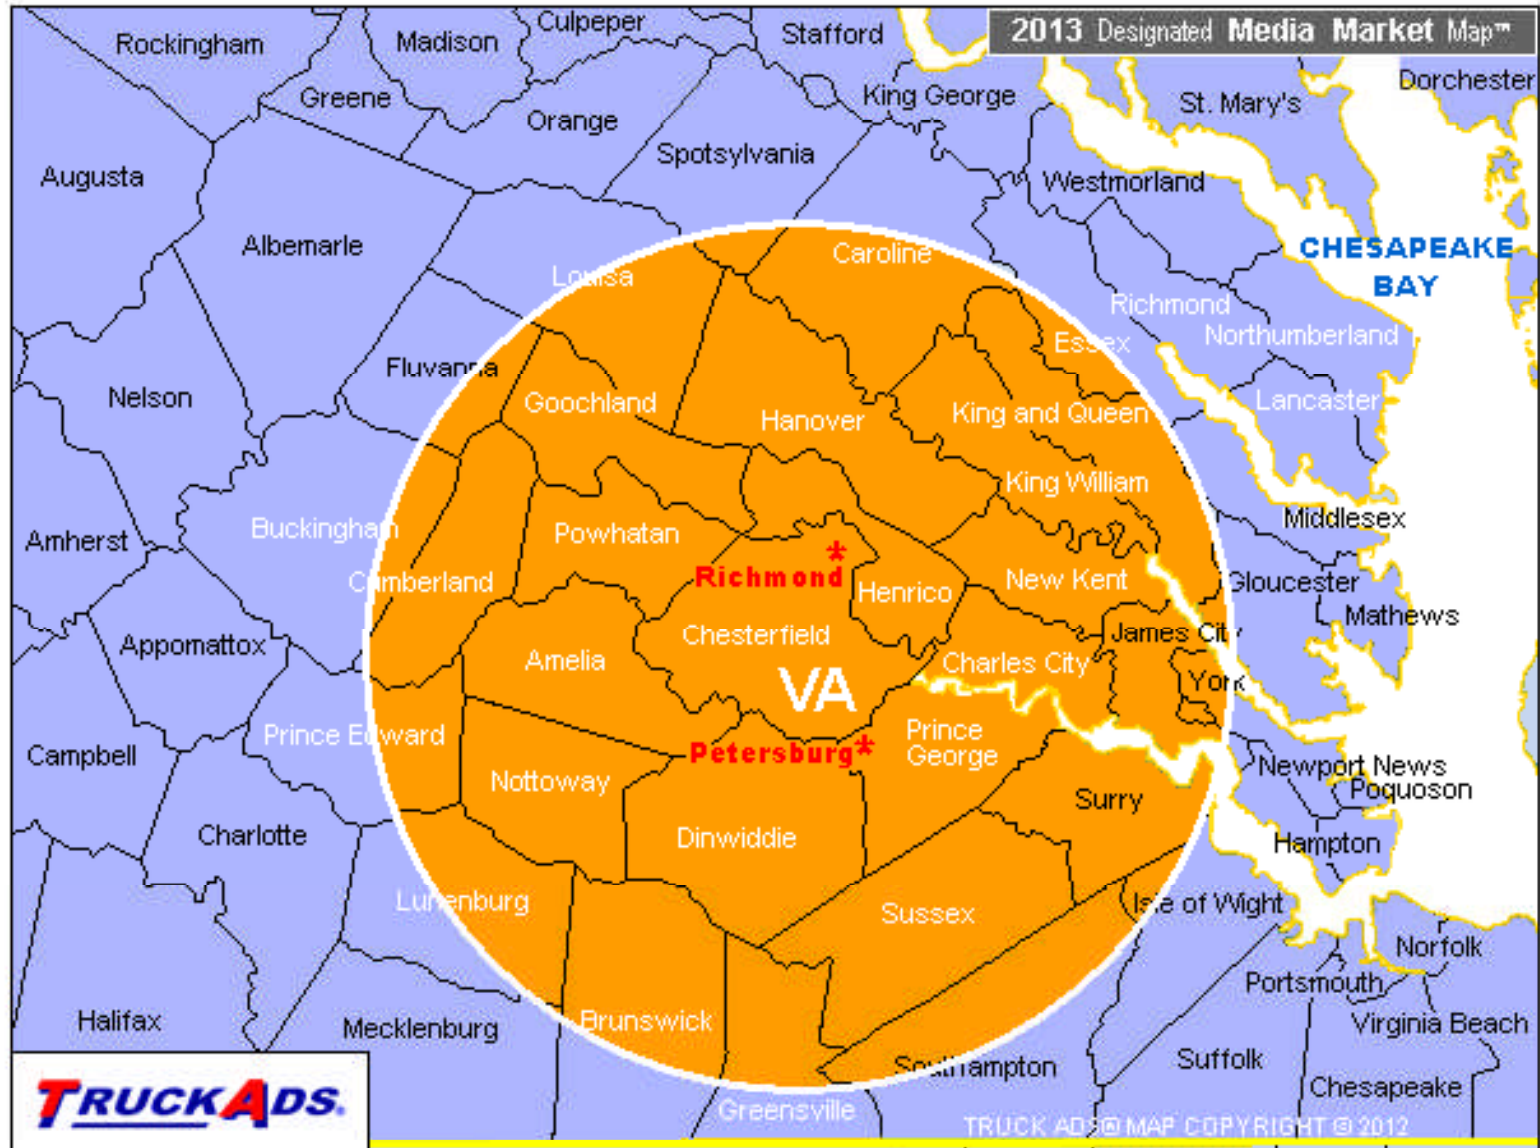 2013 Designated Media Market Map™
Rockingham
Madison
Culpeper
Stafford
Dorchester
Greene
Orange
King George
St. Mary's
Spotsylvania
Augusta
Westmorland
Albemarle
Caroline
CHESAPEAKE
BAY
Louisa
Richmond
Northumberland
Essex
Fluvanna
Nelson
Goochland
Hanover
King and Queen
Lancaster
King William
Middlesex
Amherst
Buckingham
Powhatan
Richmond*
Cumberland
Henrico
New Kent
Gloucester
Mathews
Appomattox
Amelia
Chesterfield
James City
Charles City
VA
York
Campbell
Prince Edward
Petersburg*
Prince
George
Nottoway
Newport News
Poquoson
Surry
Charlotte
Dinwiddie
Hampton
Lunenburg
Sussex
Isle of Wight
Norfolk
Portsmouth
Halifax
Mecklenburg
Brunswick
Virginia Beach
Southampton
Suffolk
Chesapeake
TRUCKADS.
Greensville
TRUCK ADS® MAP COPYRIGHT © 2012